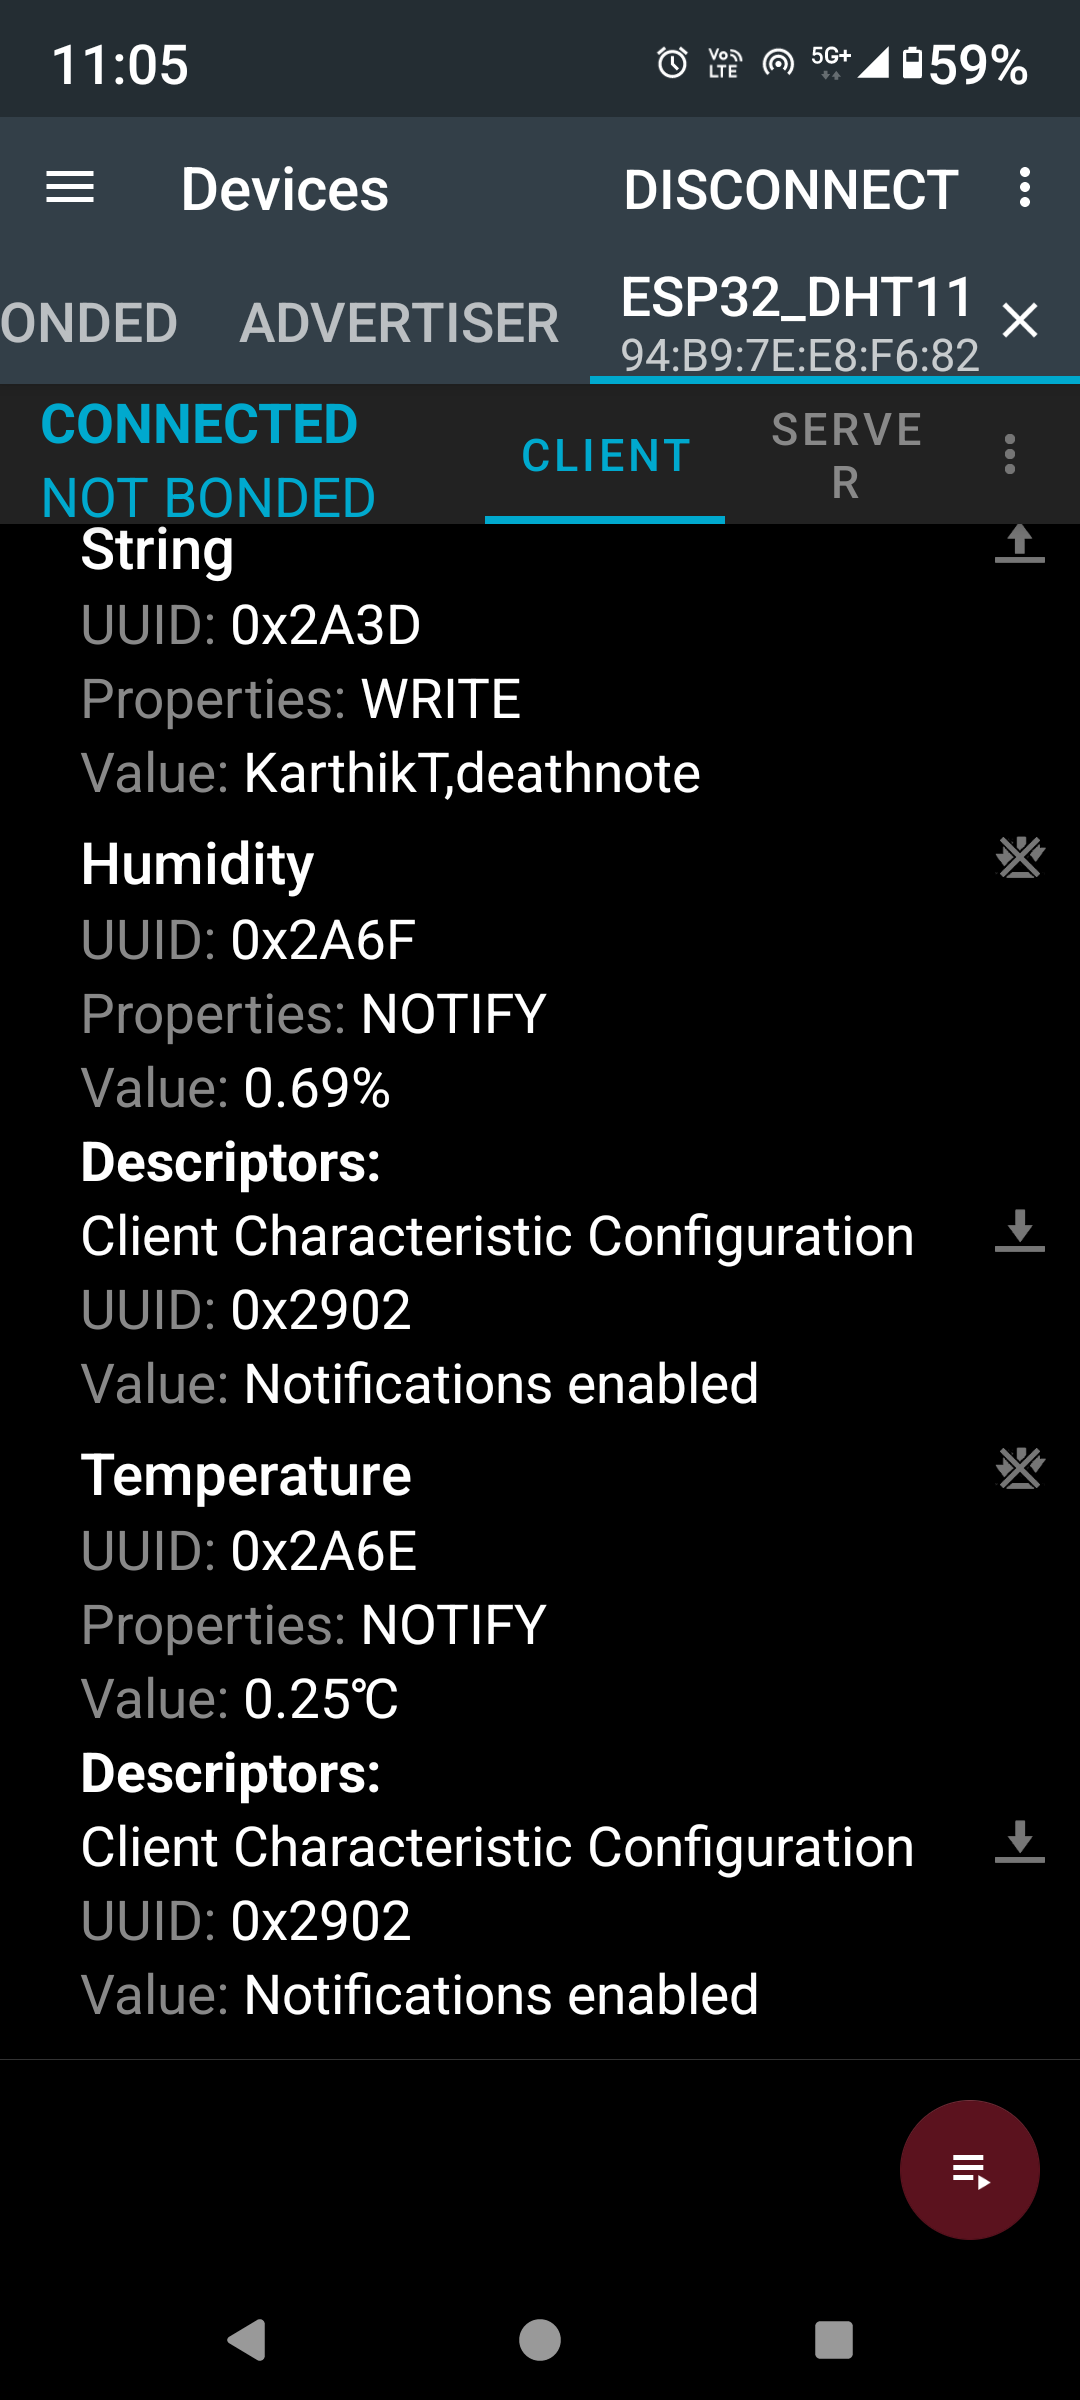 11:05
Vo LTE 5G+ 59%
Devices DISCONNECT
ONDED ADVERTISER ESP32_DHT11
94:B9:7E:E8:F6:82
CONNECTED
NOT BONDED
CLIENT
SERVE
R
String
UUID: 0x2A3D
Properties: WRITE
Value: KarthikT,deathnote
Humidity
UUID: 0x2A6F
Properties: NOTIFY
Value: 0.69%
Descriptors:
Client Characteristic Configuration
UUID: 0x2902
Value: Notifications enabled
Temperature
UUID: 0x2A6E
Properties: NOTIFY
Value: 0.25℃
Descriptors:
Client Characteristic Configuration
UUID: 0x2902
Value: Notifications enabled